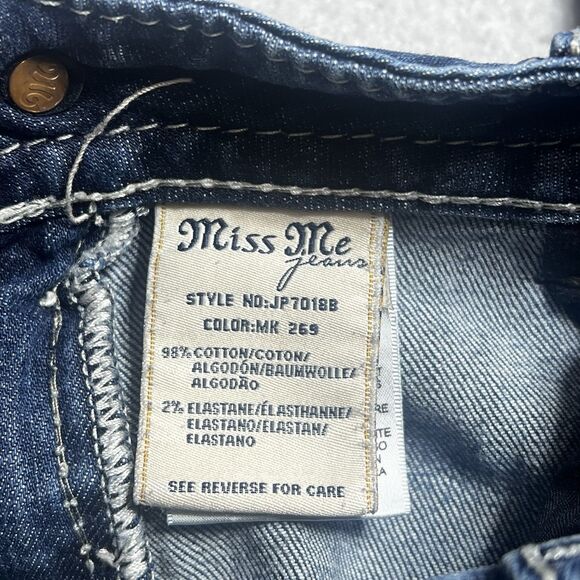 Miss Me
jeans
STYLE NO:JP7018B
COLOR:MK 269
98% COTTON/COTON/
ALGODÓN/BAUMWOLLE/
ALGODÃO
2% ELASTANE/ÉLASTHANNE/
ELASTANO/ELASTAN/
ELASTANO
SEE REVERSE FOR CARE